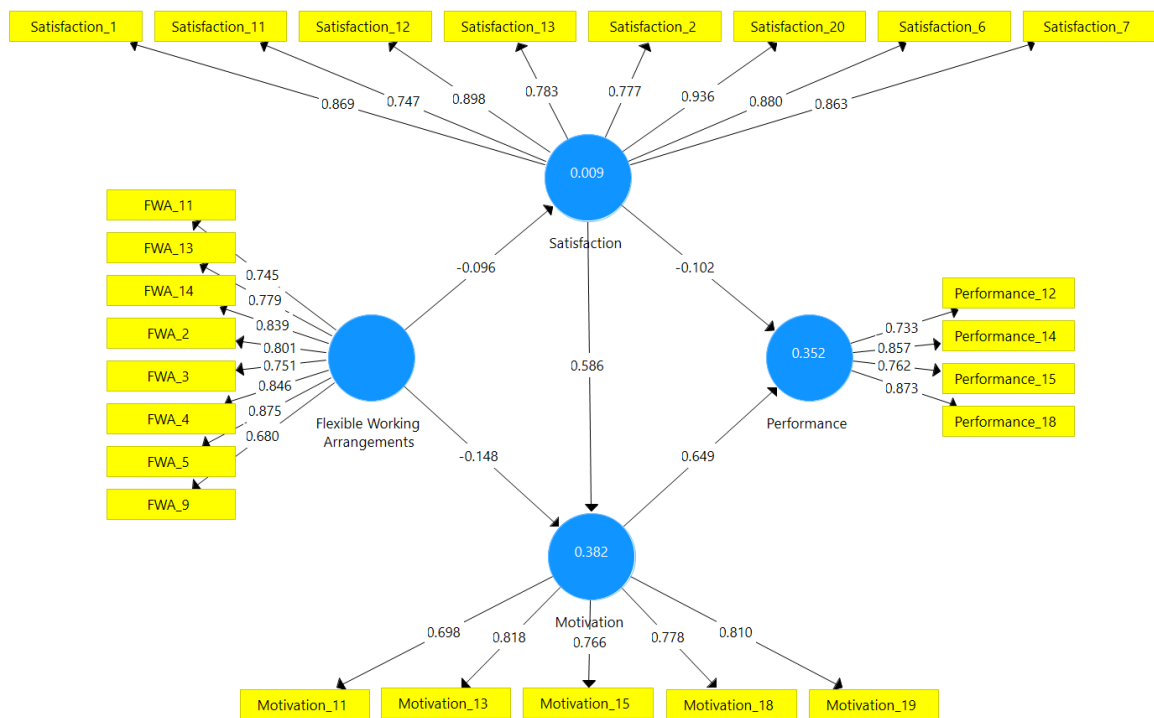 Satisfaction_1
Satisfaction_11
Satisfaction_12
Satisfaction_13
Satisfaction_2
Satisfaction_20
Satisfaction_6
Satisfaction_7
0.869
0.747
0.898
0.783
0.777
0.936
0.880
0.863
0.009
Satisfaction
FWA_11
FWA_13
FWA_14
FWA_2
FWA_3
FWA_4
FWA_5
FWA_9
0.745
0.779
0.839
0.801
0.751
0.846
0.875
0.680
Flexible Working
Arrangements
-0.096
-0.102
0.586
-0.148
0.649
0.352
Performance
0.733
0.857
0.762
0.873
Performance_12
Performance_14
Performance_15
Performance_18
0.382
Motivation
0.698
0.818
0.766
0.778
0.810
Motivation_11
Motivation_13
Motivation_15
Motivation_18
Motivation_19